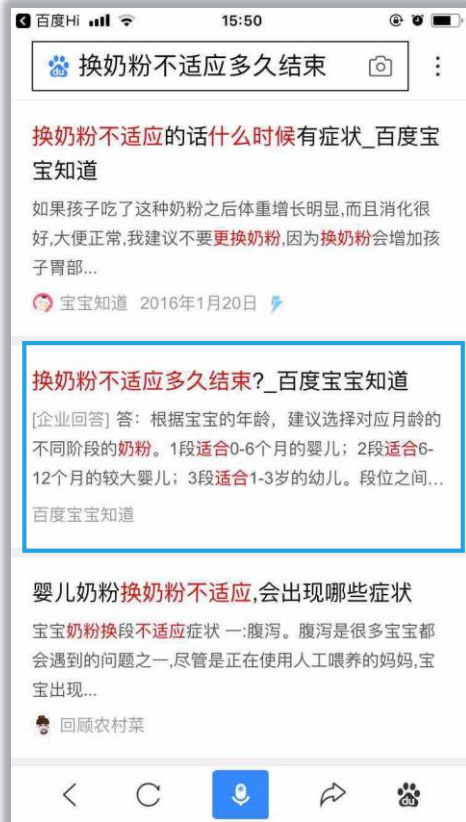 百度Hi 15:50
换奶粉不适应多久结束
换奶粉不适应的话什么时候有症状_百度宝
宝知道
如果孩子吃了这种奶粉之后体重增长明显,而且消化很
好,大便正常,我建议不要更换奶粉,因为换奶粉会增加孩
子胃部...
宝宝知道 2016年1月20日
换奶粉不适应多久结束?_百度宝宝知道
[企业回答] 答：根据宝宝的年龄，建议选择对应月龄的
不同阶段的奶粉。1段适合0-6个月的婴儿；2段适合6-
12个月的较大婴儿；3段适合1-3岁的幼儿。段位之间...
百度宝宝知道
婴儿奶粉换奶粉不适应,会出现哪些症状
宝宝奶粉换段不适应症状 一:腹泻。腹泻是很多宝宝都
会遇到的问题之一,尽管是正在使用人工喂养的妈妈,宝
宝出现...
回顾农村菜